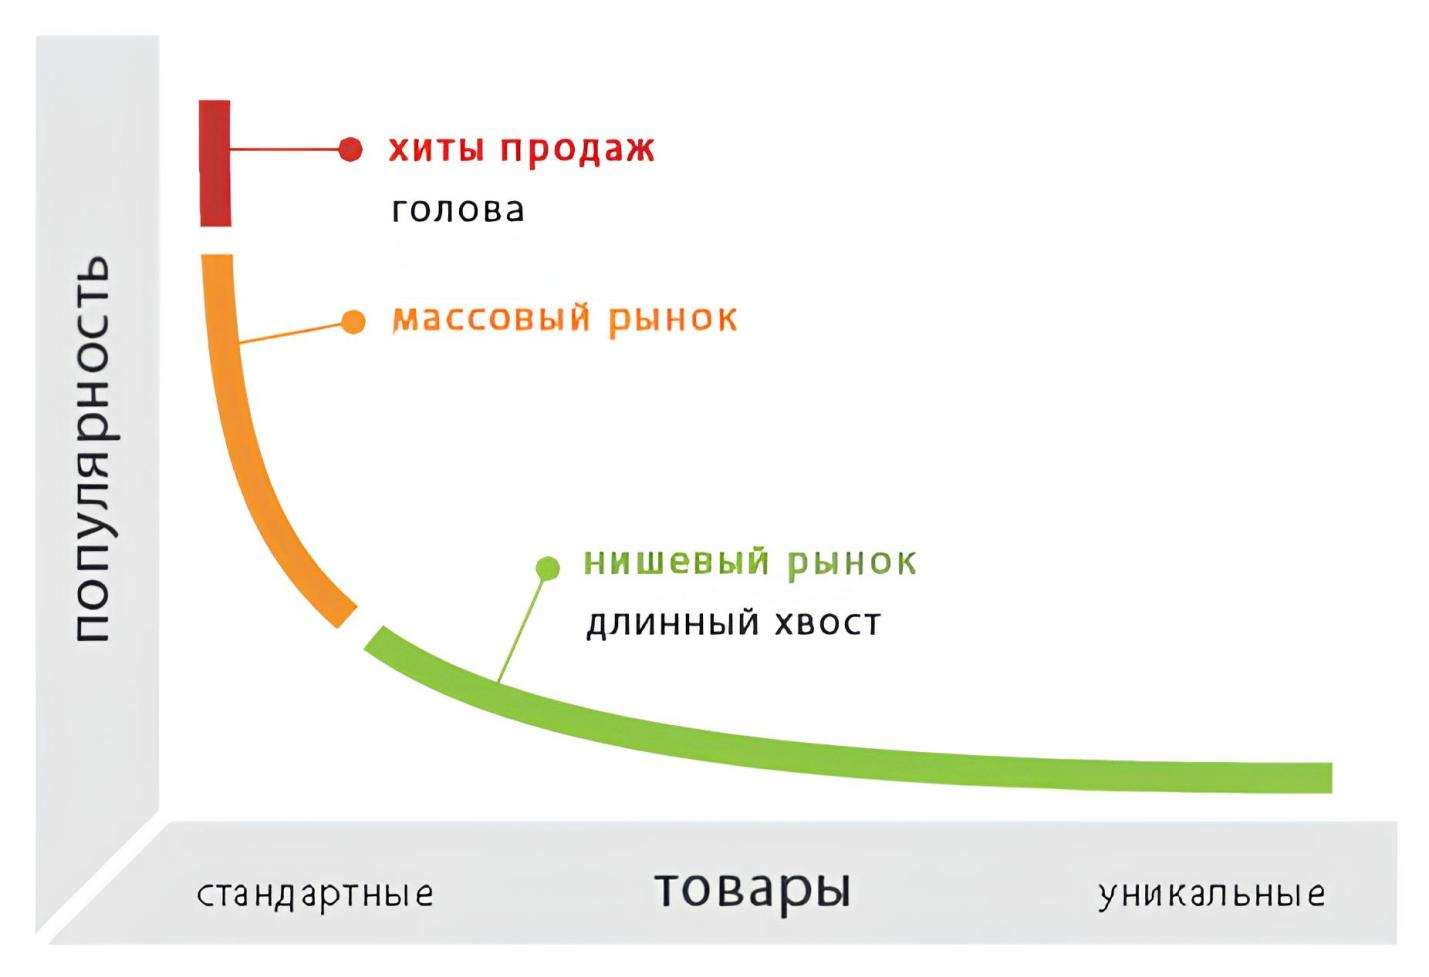 популярность
хиты продаж
голова
массовый рынок
нишевый рынок
длинный хвост
стандартные
товары
уникальные